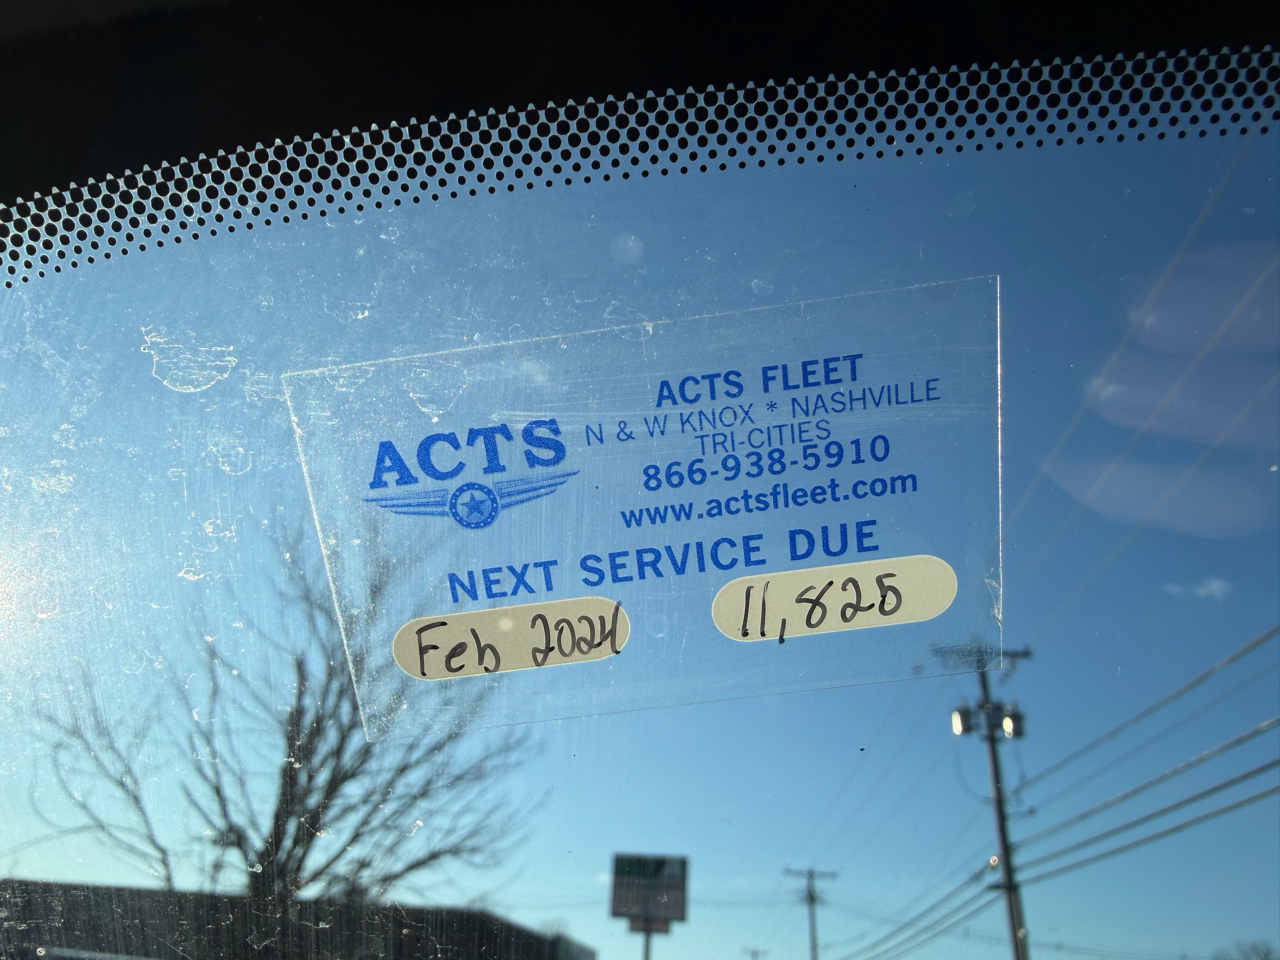 ACTS
ACTS FLEET
N & W KNOX * NASHVILLE
TRI-CITIES
866-938-5910
www.actsfleet.com
NEXT SERVICE DUE
Feb 2024
11,825